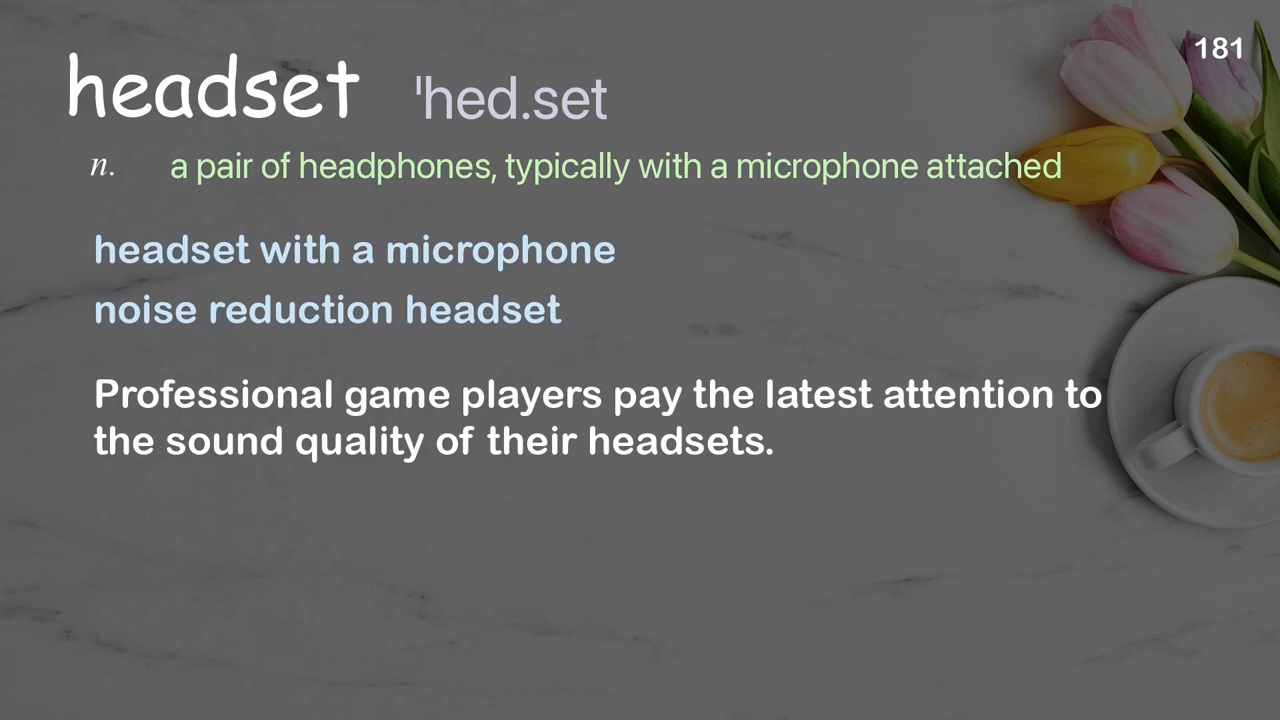 181
headset 'hed.set
n. a pair of headphones, typically with a microphone attached
headset with a microphone
noise reduction headset
Professional game players pay the latest attention to
the sound quality of their headsets.